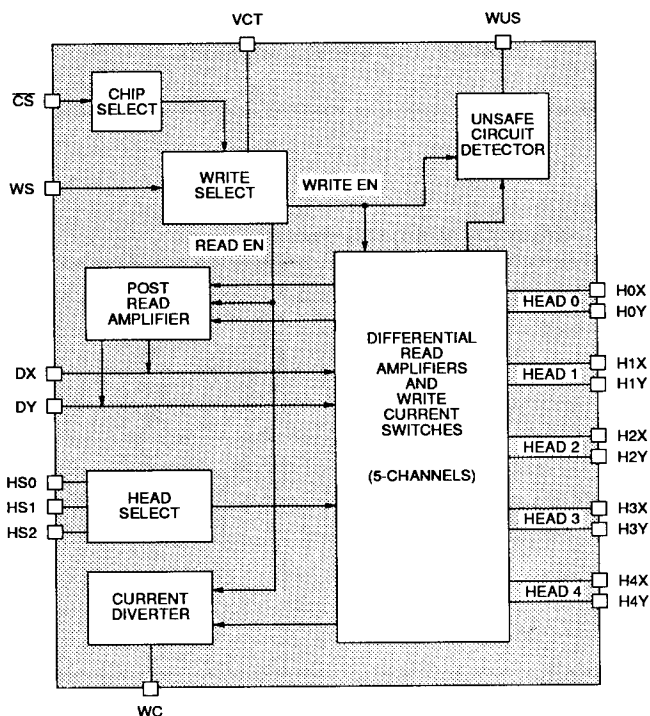 VCT
WUS
CS
CHIP
SELECT
UNSAFE
CIRCUIT
DETECTOR
WS
WRITE
SELECT
WRITE EN
READ EN
POST
READ
AMPLIFIER
DIFFERENTIAL
READ
AMPLIFIERS
AND
WRITE
CURRENT
SWITCHES
(5-CHANNELS)
H0X
HEAD 0
H0Y
H1X
HEAD 1
H1Y
DX
DY
H2X
HEAD 2
H2Y
HS0
HS1
HS2
HEAD
SELECT
H3X
HEAD 3
H3Y
CURRENT
DIVERTER
H4X
HEAD 4
H4Y
WC